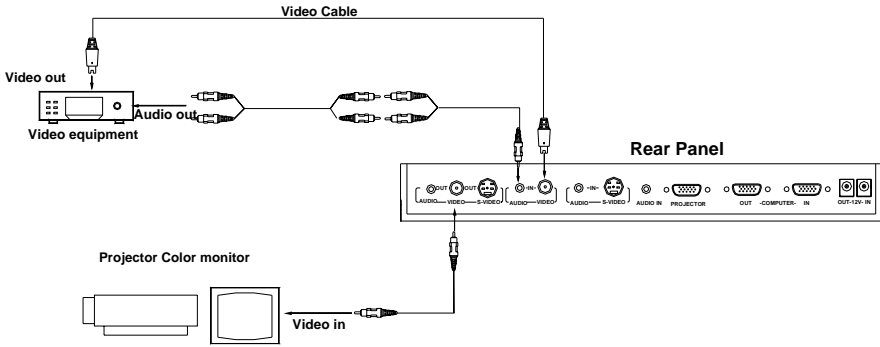 Video Cable
Video out
Audio out
Video equipment
Rear Panel
OUT OUT -IN- -IN-
AUDIO VIDEO S-VIDEO AUDIO VIDEO AUDIO S-VIDEO AUDIO IN PROJECTOR OUT -COMPUTER- IN OUT-12V- IN
Projector Color monitor
Video in